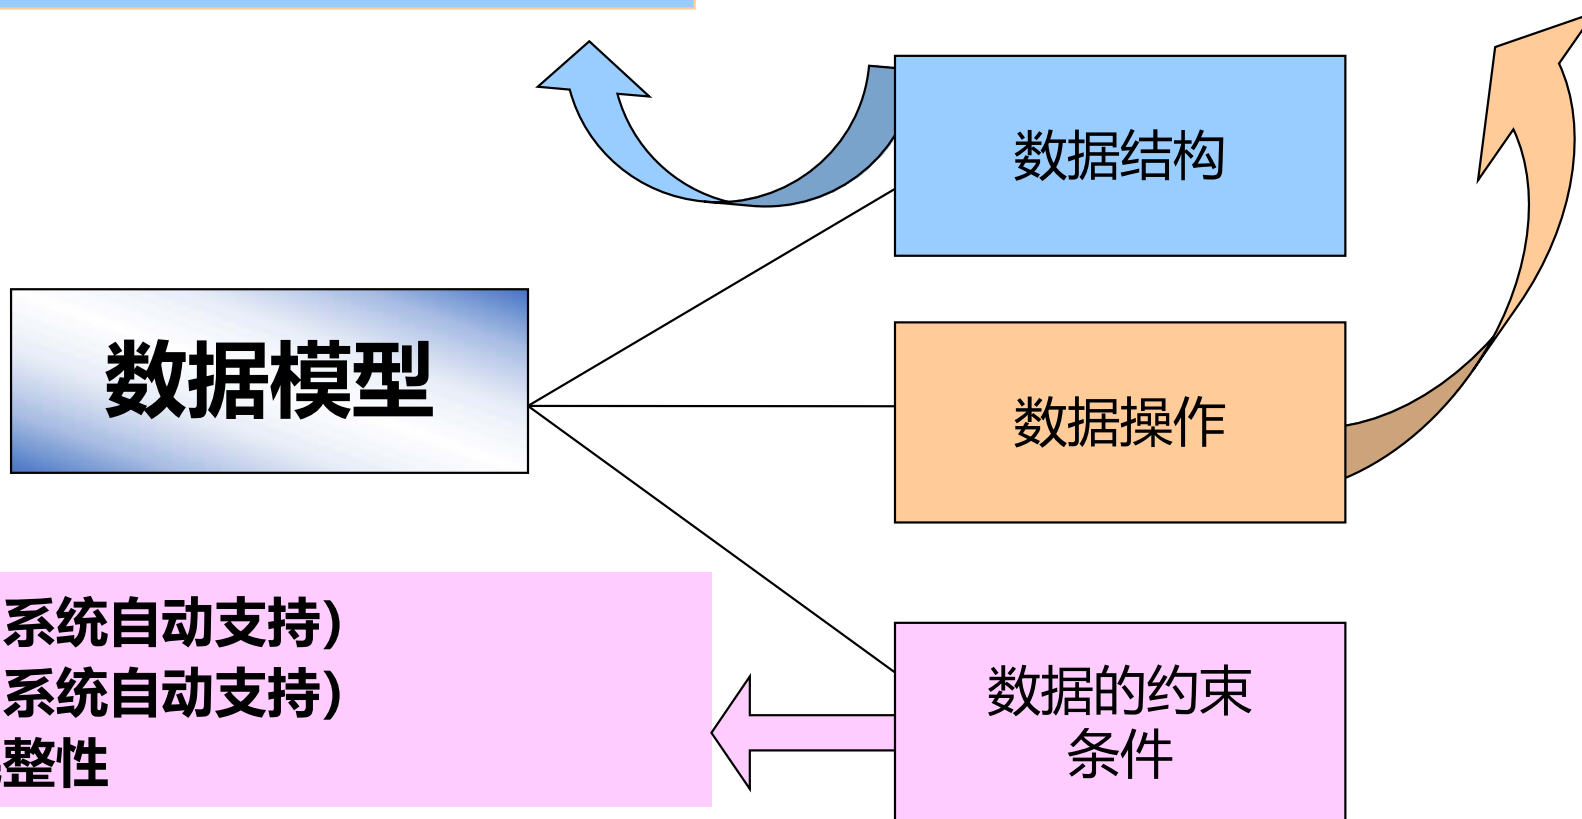 数据结构
数据模型
数据操作
系统自动支持）
系统自动支持）
整性
数据的约束
条件